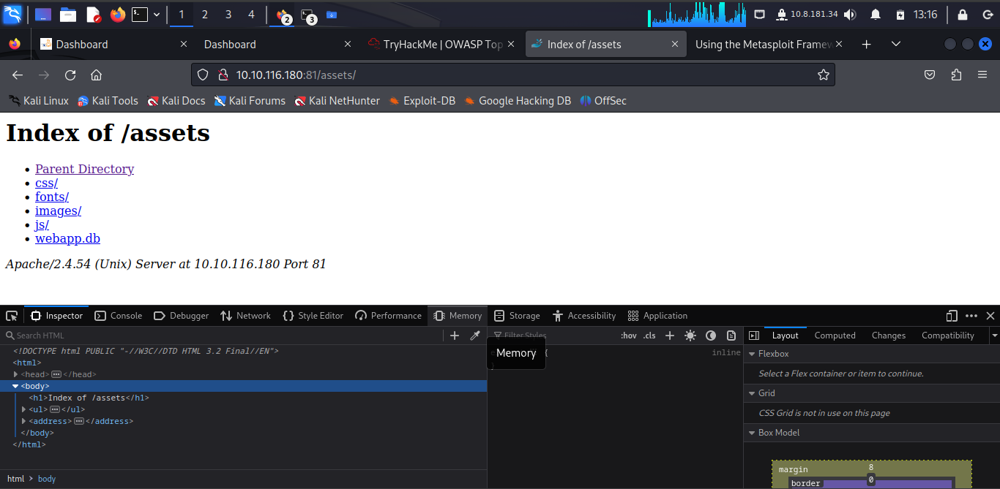 1 2 3 4 2 3 10.8.181.34 13:16
Dashboard Dashboard TryHackMe | OWASP Top Index of /assets Using the Metasploit Framew
10.10.116.180:81/assets/
Kali Linux Kali Tools Kali Docs Kali Forums Kali NetHunter Exploit-DB Google Hacking DB OffSec
Index of /assets
Parent Directory
css/
fonts/
images/
js/
webapp.db
Apache/2.4.54 (Unix) Server at 10.10.116.180 Port 81
Inspector Console Debugger Network Style Editor Performance Memory Storage Accessibility Application
Search HTML Filter Styles :hov .cls Layout Computed Changes Compatibility
<!DOCTYPE html PUBLIC "-//W3C//DTD HTML 3.2 Final//EN"> { inline Flexbox
<html>
<head> </head> Memory Select a Flex container or item to continue.
<body> }
<h1>Index of /assets</h1> Grid
<ul> </ul> CSS Grid is not in use on this page
<address> </address>
</body> Box Model
</html>
margin 8
html > body border 0